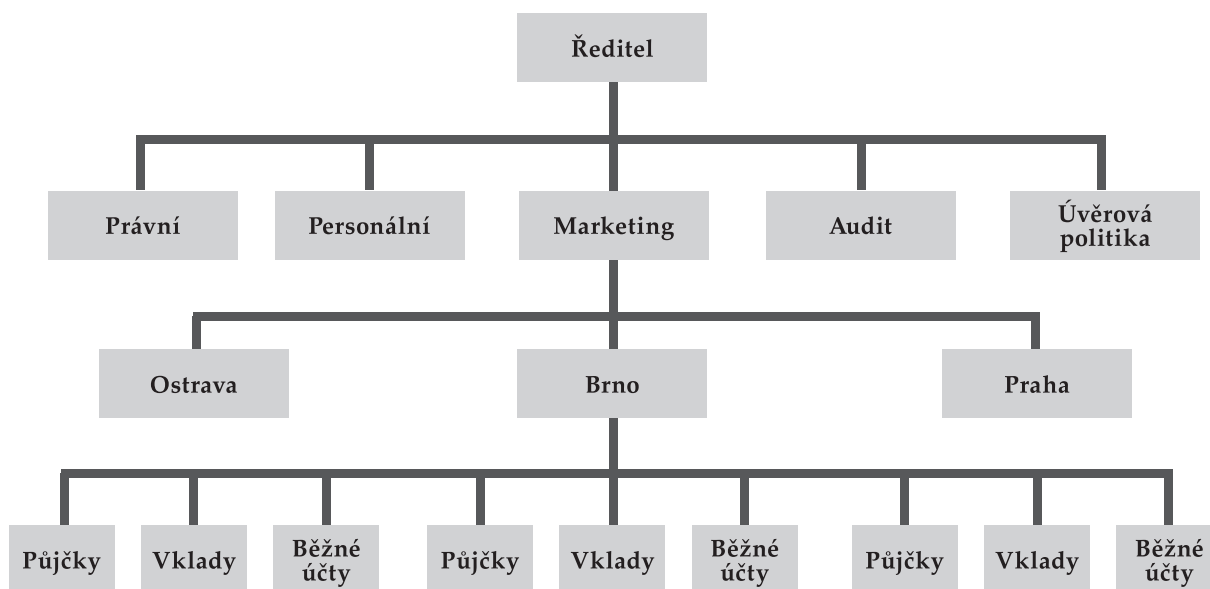 Ředitel
Právní
Personální
Marketing
Audit
Úvěrová
politika
Ostrava
Brno
Praha
Půjčky
Vklady
Běžné
účty
Půjčky
Vklady
Běžné
účty
Půjčky
Vklady
Běžné
účty